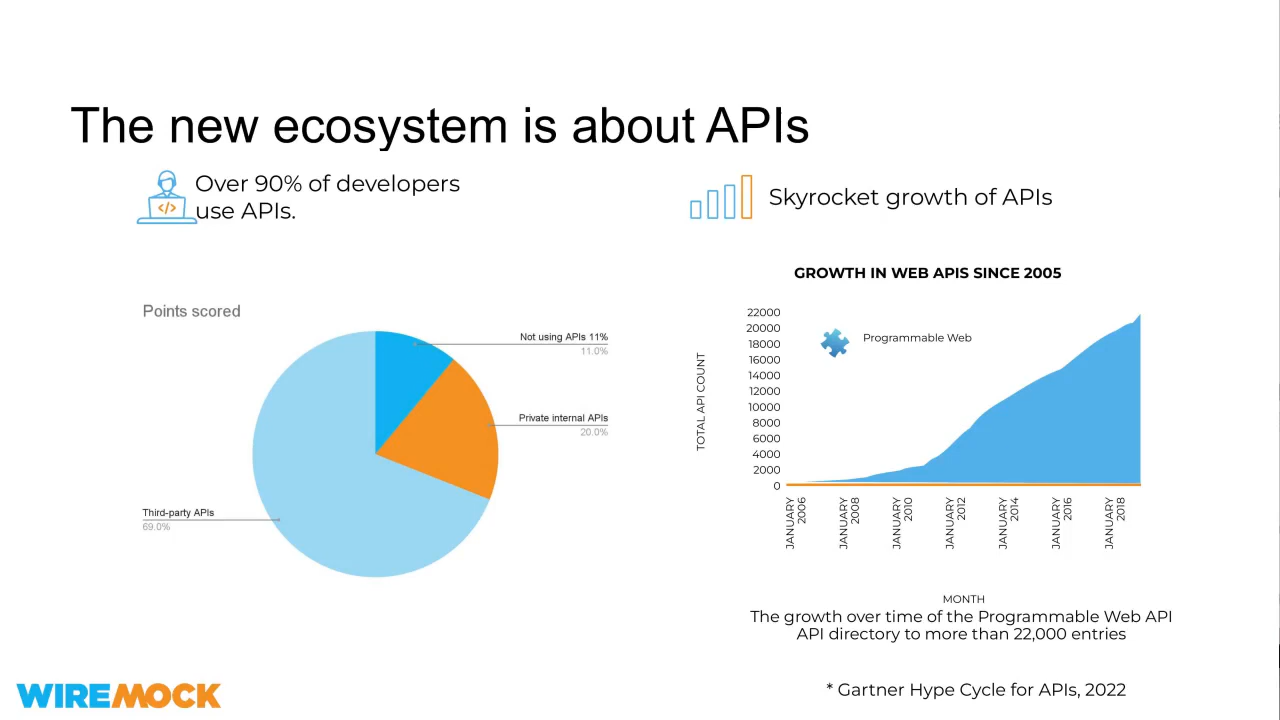 The new ecosystem is about APIs
</>
Over 90% of developers
use APIs.
Skyrocket growth of APIs
Points scored
Not using APIs 11%
11.0%
Private internal APIs
20.0%
Third-party APIs
69.0%
GROWTH IN WEB APIS SINCE 2005
Programmable Web
TOTAL API COUNT
22000
20000
18000
16000
14000
12000
10000
8000
6000
4000
2000
0
JANUARY
2006
JANUARY
2008
JANUARY
2010
JANUARY
2012
JANUARY
2014
JANUARY
2016
JANUARY
2018
MONTH
The growth over time of the Programmable Web API
API directory to more than 22,000 entries
WIREMOCK
* Gartner Hype Cycle for APIs, 2022